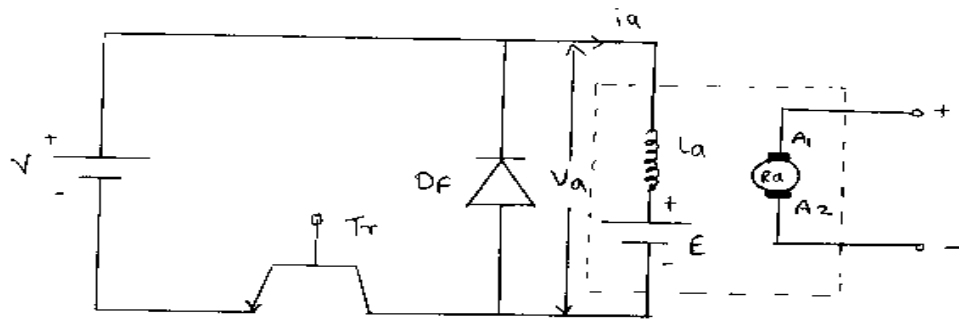 ia
+
V
-
Tr
DF
Va
La
+
E
-
A1
Ra
A2
+
-